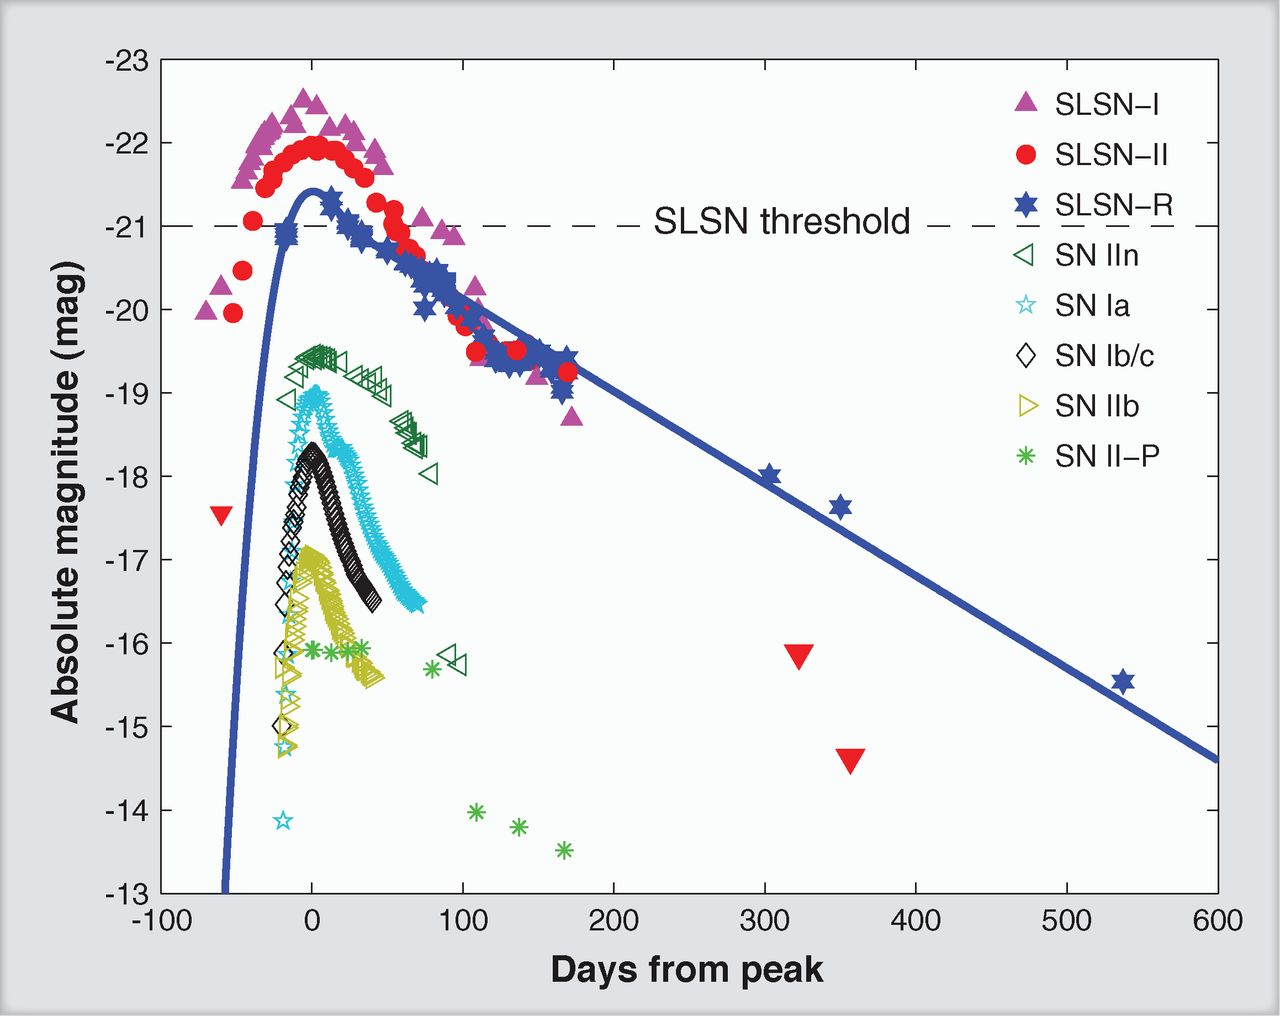 -23
-22
-21
-20
-19
-18
-17
-16
-15
-14
-13
Absolute magnitude (mag)
SLSN threshold
SLSN–I
SLSN–II
SLSN–R
SN IIn
SN Ia
SN Ib/c
SN IIb
SN II–P
-100 0 100 200 300 400 500 600
Days from peak